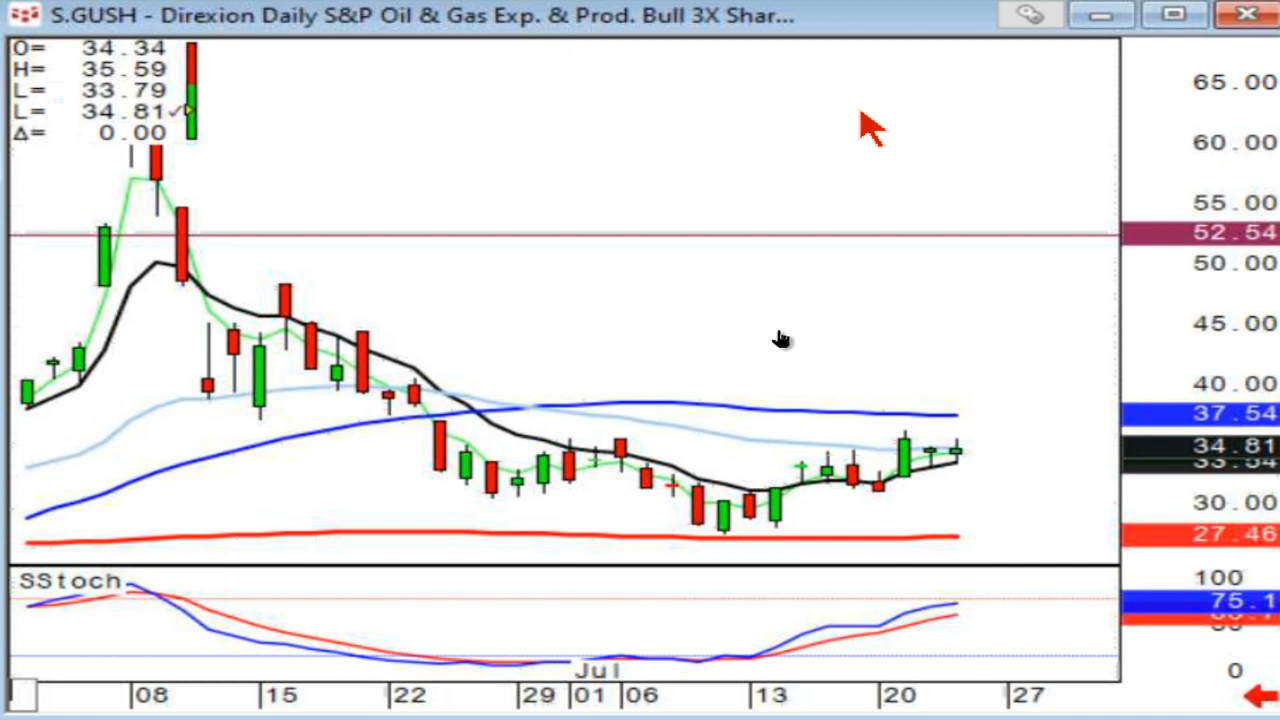 S.GUSH - Direxion Daily S&P Oil & Gas Exp. & Prod. Bull 3X Shar...
O= 34.34
H= 35.59
L= 33.79
L= 34.81✓
Δ= 0.00
65.00
60.00
55.00
52.54
50.00
45.00
40.00
37.54
34.81
33.54
30.00
27.46
SStoch
100
75.1
0
Jul
08 15 22 29 01 06 13 20 27